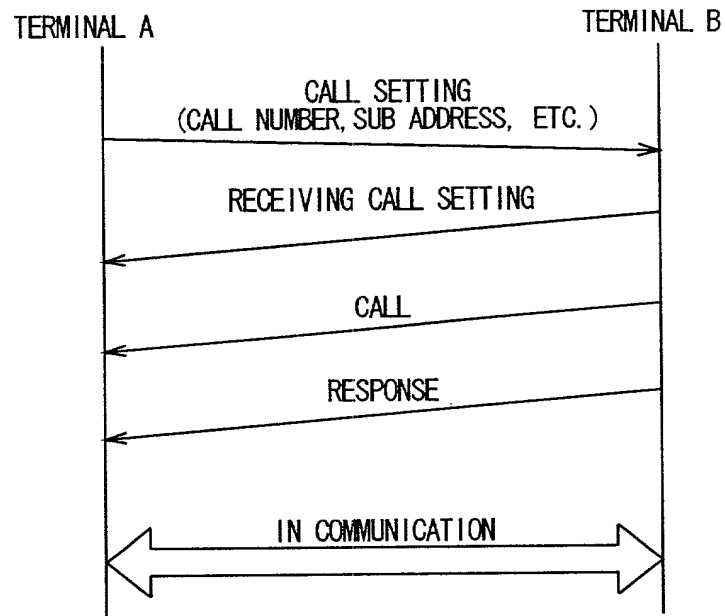 TERMINAL A
TERMINAL B
CALL SETTING
(CALL NUMBER, SUB ADDRESS, ETC.)
RECEIVING CALL SETTING
CALL
RESPONSE
IN COMMUNICATION